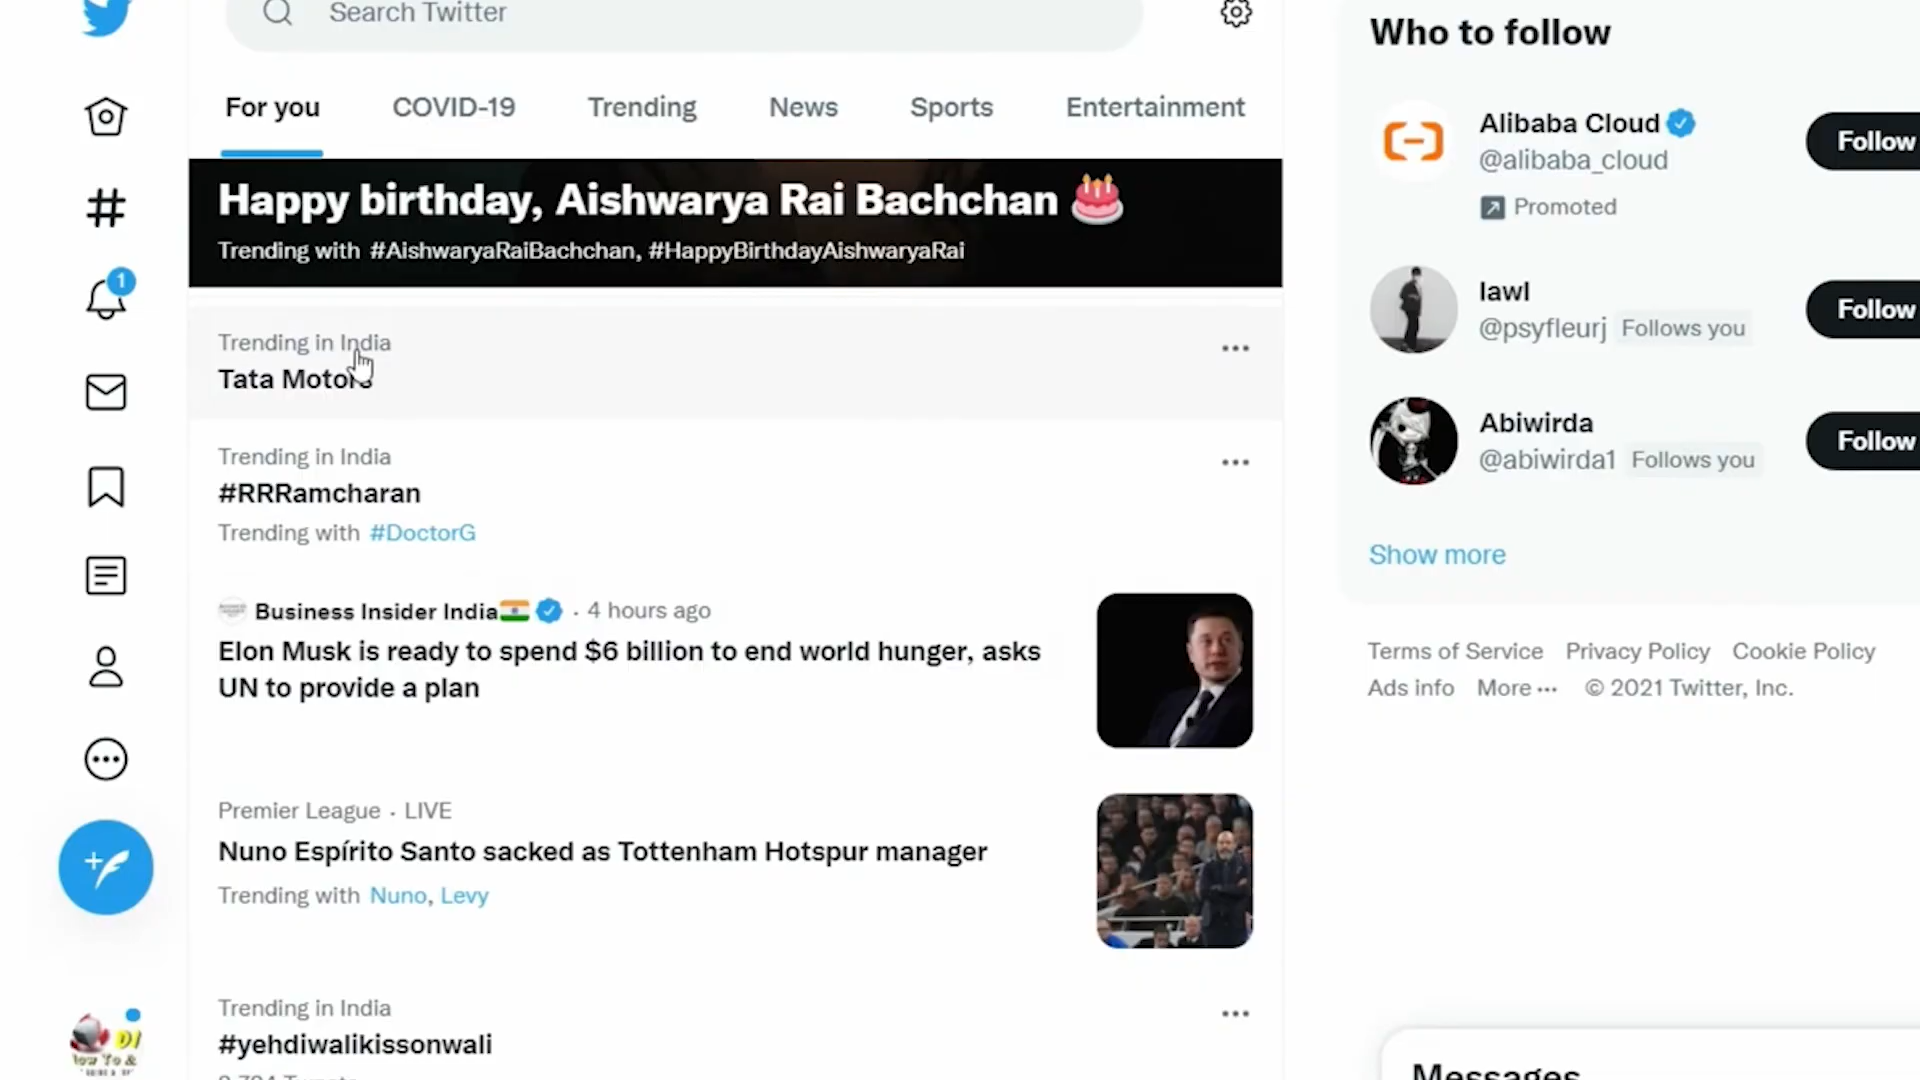 Search Twitter
For you
COVID-19
Trending
News
Sports
Entertainment
Happy birthday, Aishwarya Rai Bachchan 🎂
Trending with #AishwaryaRaiBachchan, #HappyBirthdayAishwaryaRai
Trending in India
Tata Motors
Trending in India
#RRRamcharan
Trending with #DoctorG
Business Insider India🇮🇳 · 4 hours ago
Elon Musk is ready to spend $6 billion to end world hunger, asks
UN to provide a plan
Premier League · LIVE
Nuno Espírito Santo sacked as Tottenham Hotspur manager
Trending with Nuno, Levy
Trending in India
#yehdiwalikissonwali
1
DI
Who to follow
Alibaba Cloud
@alibaba_cloud
Promoted
Follow
lawl
@psyfleurj Follows you
Follow
Abiwirda
@abiwirda1 Follows you
Follow
Show more
Terms of Service Privacy Policy Cookie Policy
Ads info More ··· © 2021 Twitter, Inc.
Messages